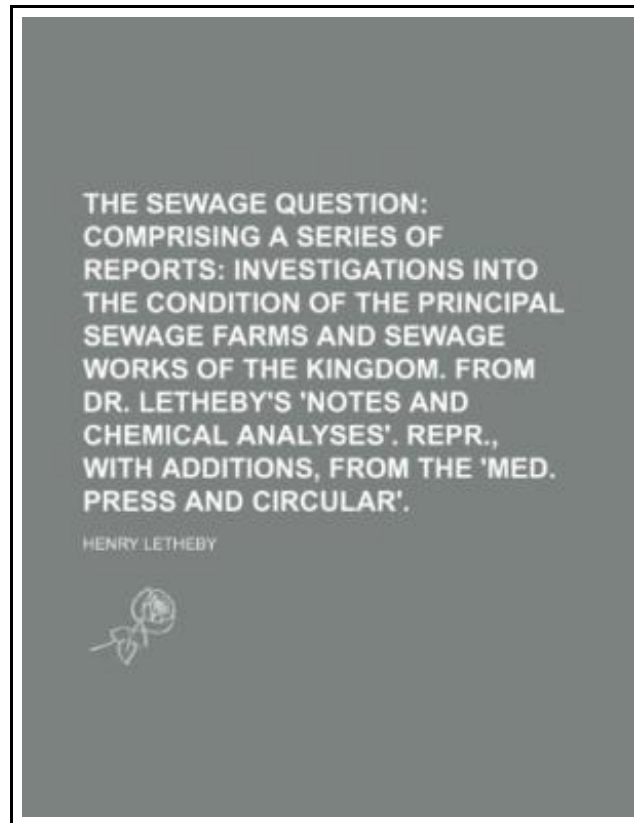 THE SEWAGE QUESTION:
COMPRISING A SERIES OF
REPORTS: INVESTIGATIONS INTO
THE CONDITION OF THE PRINCIPAL
SEWAGE FARMS AND SEWAGE
WORKS OF THE KINGDOM. FROM
DR. LETHEBY'S 'NOTES AND
CHEMICAL ANALYSES'. REPR.,
WITH ADDITIONS, FROM THE 'MED.
PRESS AND CIRCULAR'.
HENRY LETHEBY